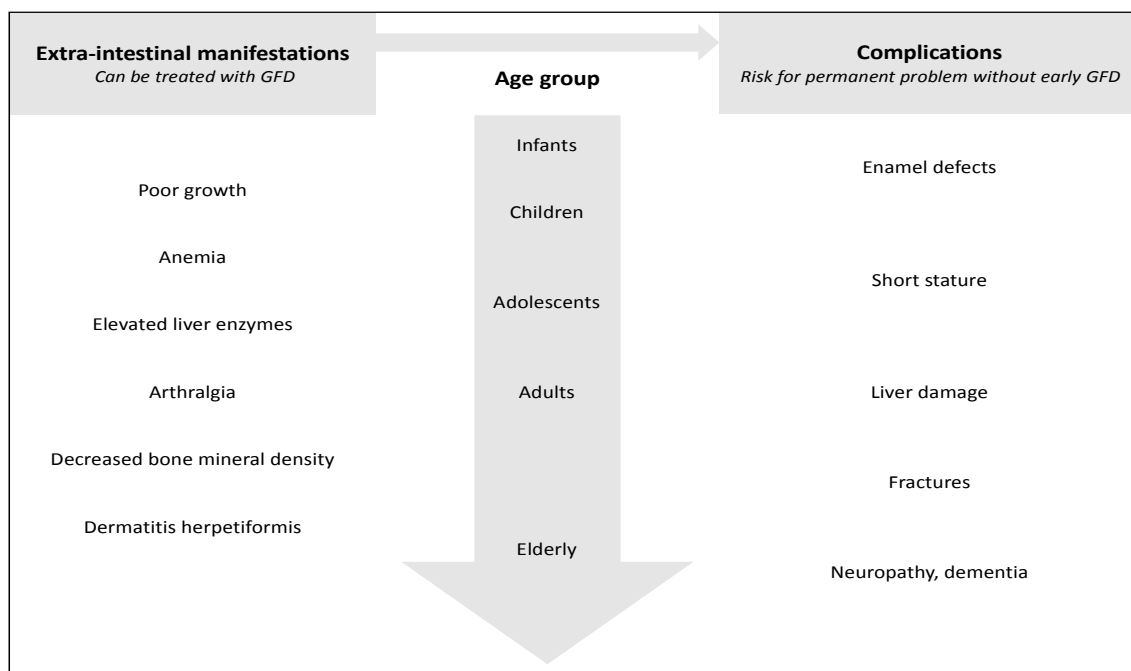 Extra-intestinal manifestations
Can be treated with GFD
Age group
Complications
Risk for permanent problem without early GFD
Poor growth
Anemia
Elevated liver enzymes
Arthralgia
Decreased bone mineral density
Dermatitis herpetiformis
Infants
Children
Adolescents
Adults
Elderly
Enamel defects
Short stature
Liver damage
Fractures
Neuropathy, dementia